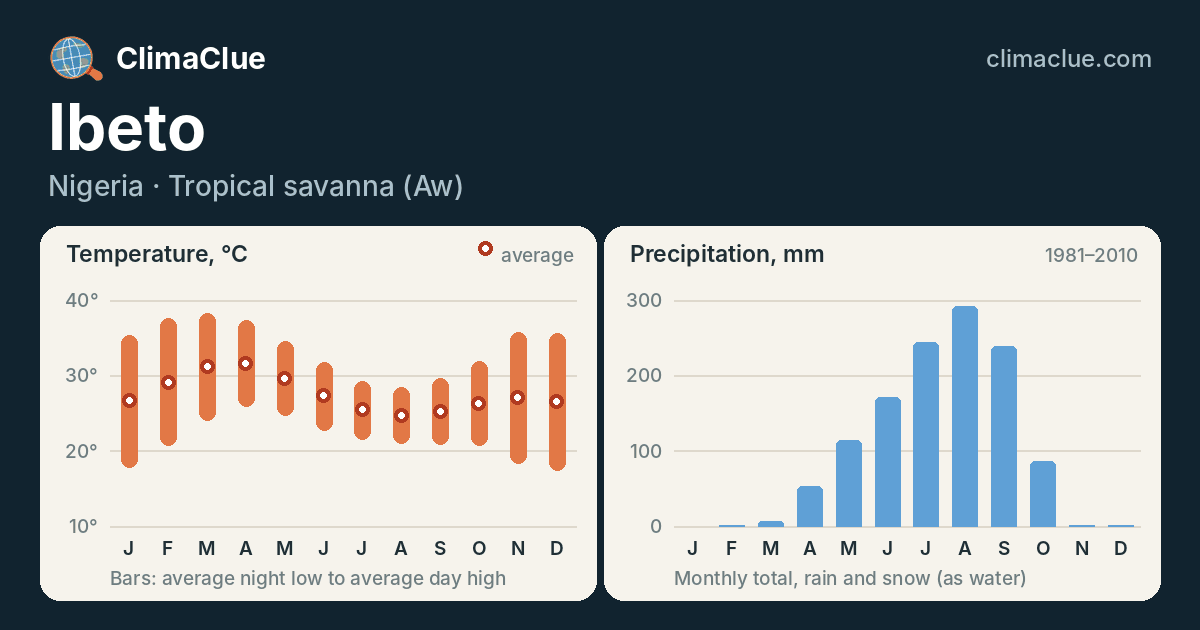 ClimaClue
climaclue.com
Ibeto
Nigeria · Tropical savanna (Aw)
Temperature, °C
average
40°
30°
20°
10°
J F M A M J J A S O N D
Bars: average night low to average day high
Precipitation, mm
1981–2010
300
200
100
0
J F M A M J J A S O N D
Monthly total, rain and snow (as water)